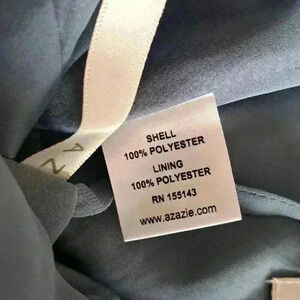 SHELL
100% POLYESTER
LINING
100% POLYESTER
RN 155143
www.azazie.com
A Z